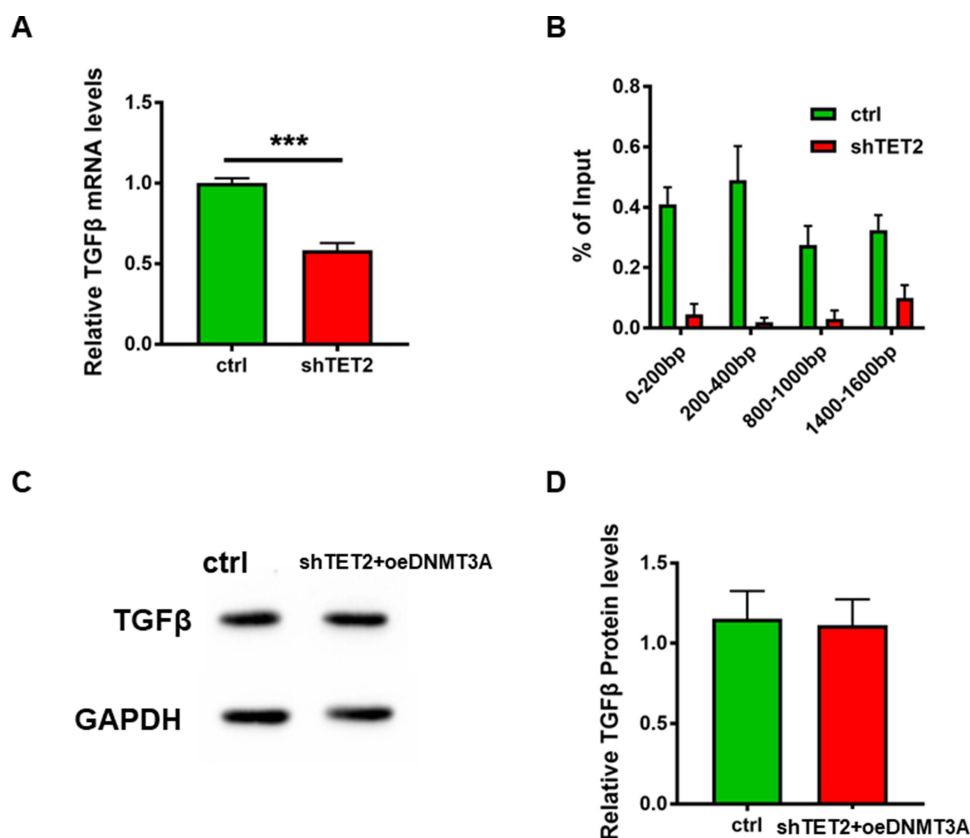 A
Relative TGFβ mRNA levels
1.5
1.0
0.5
0.0
***
ctrl
shTET2
B
% of Input
0.8
0.6
0.4
0.2
0.0
ctrl
shTET2
0-200bp
200-400bp
800-1000bp
1400-1600bp
C
ctrl
shTET2+oeDNMT3A
TGFβ
GAPDH
D
Relative TGFβ Protein levels
1.5
1.0
0.5
0.0
ctrl
shTET2+oeDNMT3A